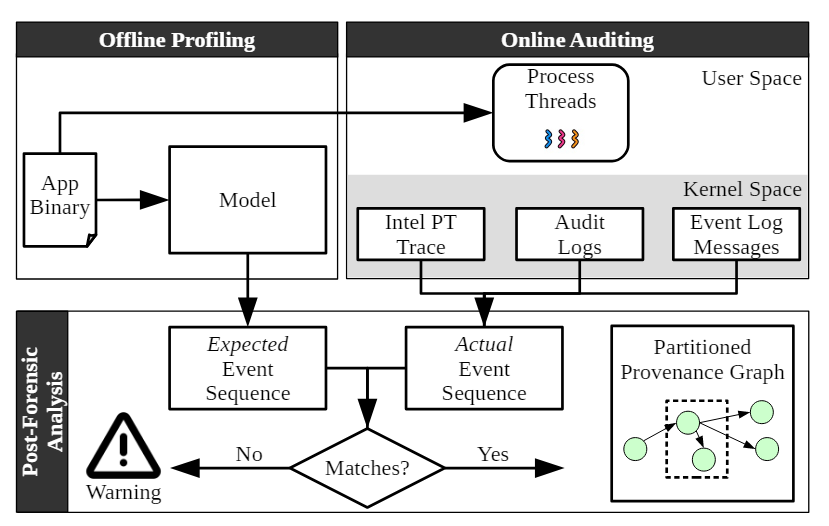 Offline Profiling
Online Auditing
Process
Threads
User Space
App
Binary
Model
Kernel Space
Intel PT
Trace
Audit
Logs
Event Log
Messages
Post-Forensic
Analysis
Expected
Event
Sequence
Actual
Event
Sequence
Partitioned
Provenance Graph
No
Matches?
Yes
Warning